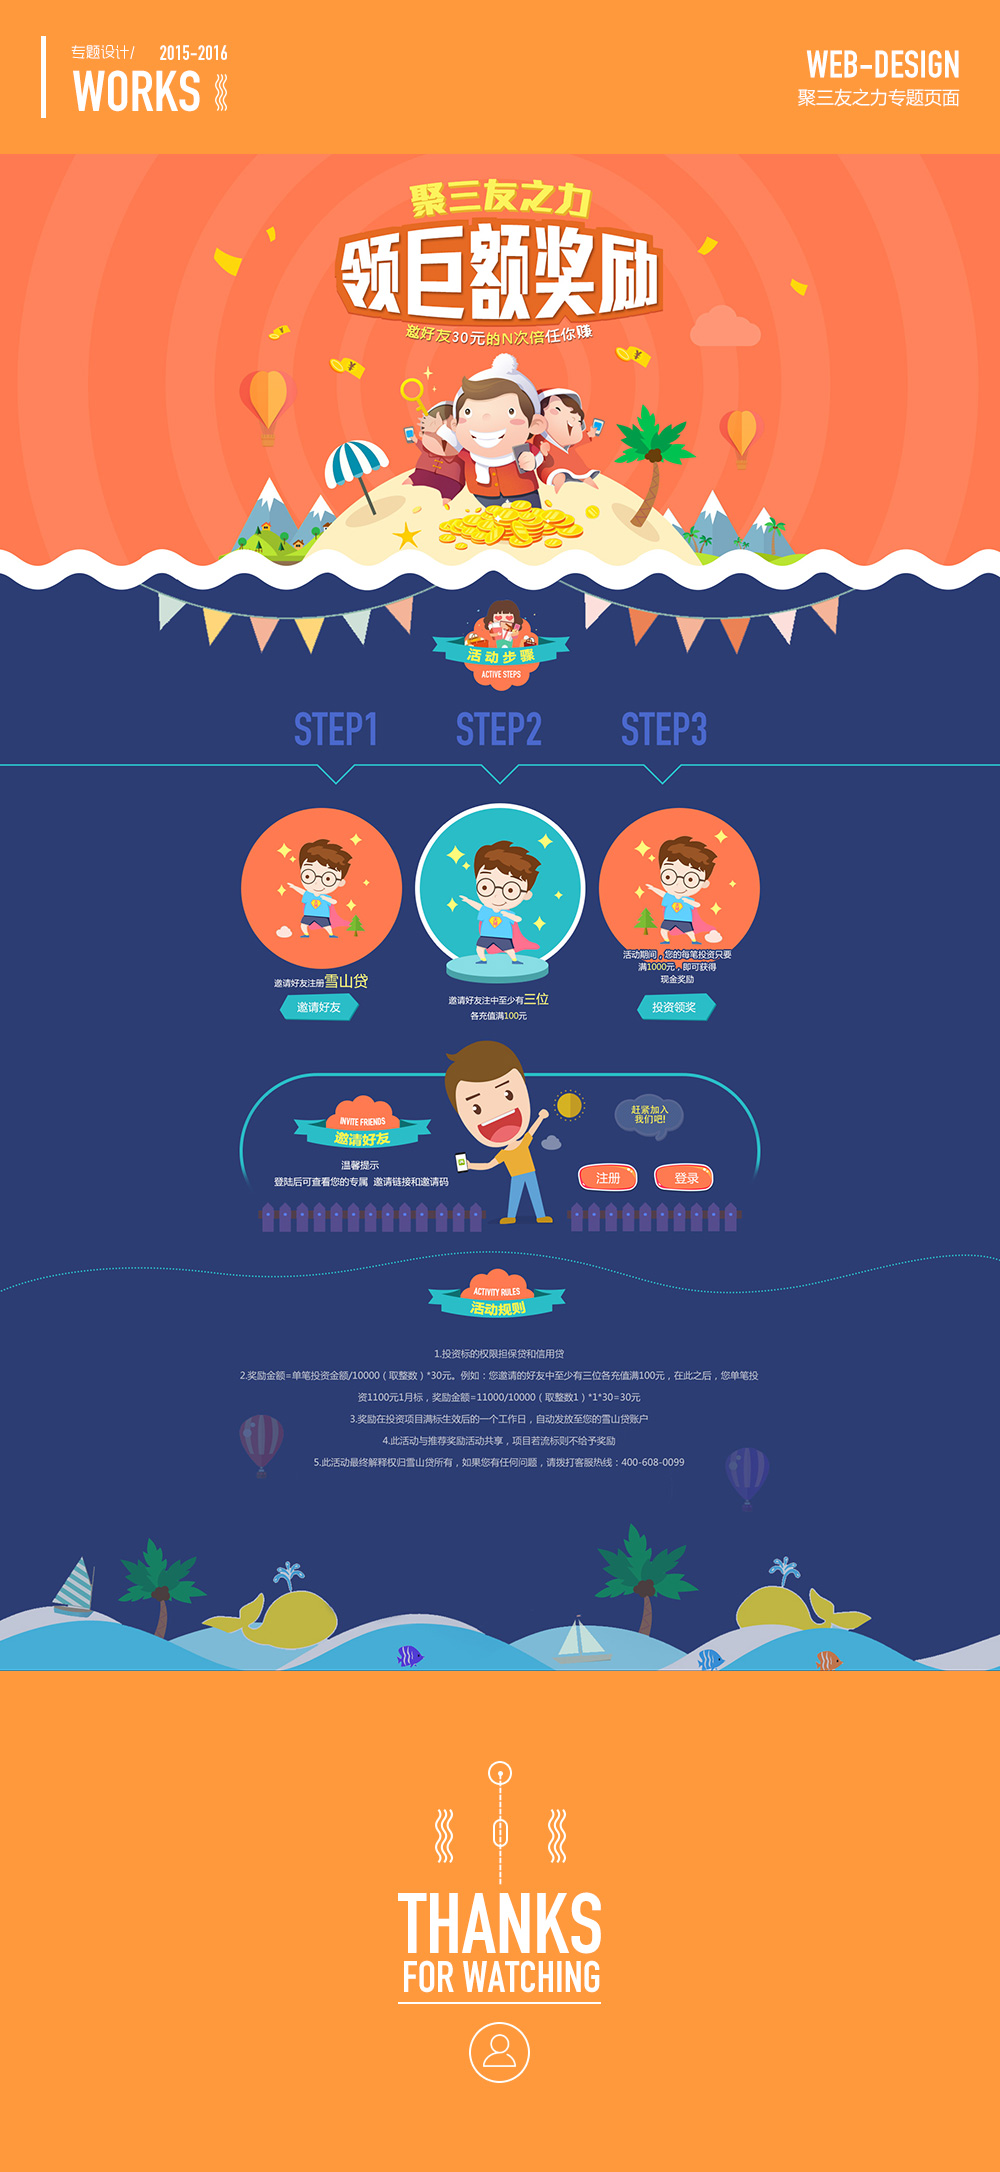 专题设计/ 2015-2016
WORKS
WEB-DESIGN
聚三友之力专题页面
聚三友之力
领巨额奖励
邀好友30元的N次倍任你赚
活动步骤
ACTIVE STEPS
STEP1 STEP2 STEP3
邀请好友注册雪山贷
邀请好友
邀请好友注中至少有三位
各充值满100元
活动期间，您的每笔投资只要
满1000元，即可获得
现金奖励
投资领奖
INVITE FRIENDS
邀请好友
温馨提示
登陆后可查看您的专属 邀请链接和邀请码
赶紧加入
我们吧!
注册 登录
ACTIVITY RULES
活动规则
1.投资标的权限担保贷和信用贷
2.奖励金额=单笔投资金额/10000（取整数）*30元。例如：您邀请的好友中至少有三位各充值满100元，在此之后，您单笔投
资1100元1月标，奖励金额=11000/10000（取整数1）*1*30=30元
3.奖励在投资项目满标生效后的一个工作日，自动发放至您的雪山贷账户
4.此活动与推荐奖励活动共享，项目若流标则不给予奖励
5.此活动最终解释权归雪山贷所有，如果您有任何问题，请拨打客服热线：400-608-0099
THANKS
FOR WATCHING